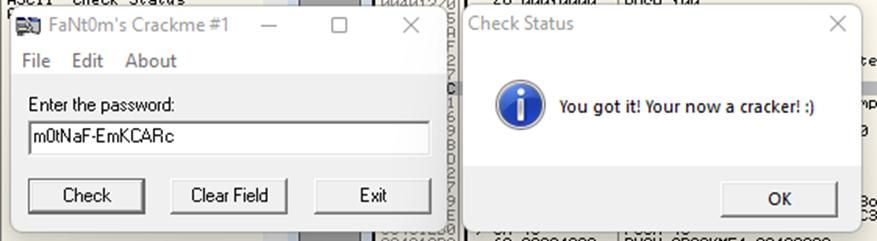 FaNt0m's Crackme #1
File Edit About
Enter the password:
m0tNaF-EmKCARc
Check Clear Field Exit
Check Status
You got it! Your now a cracker! :)
OK